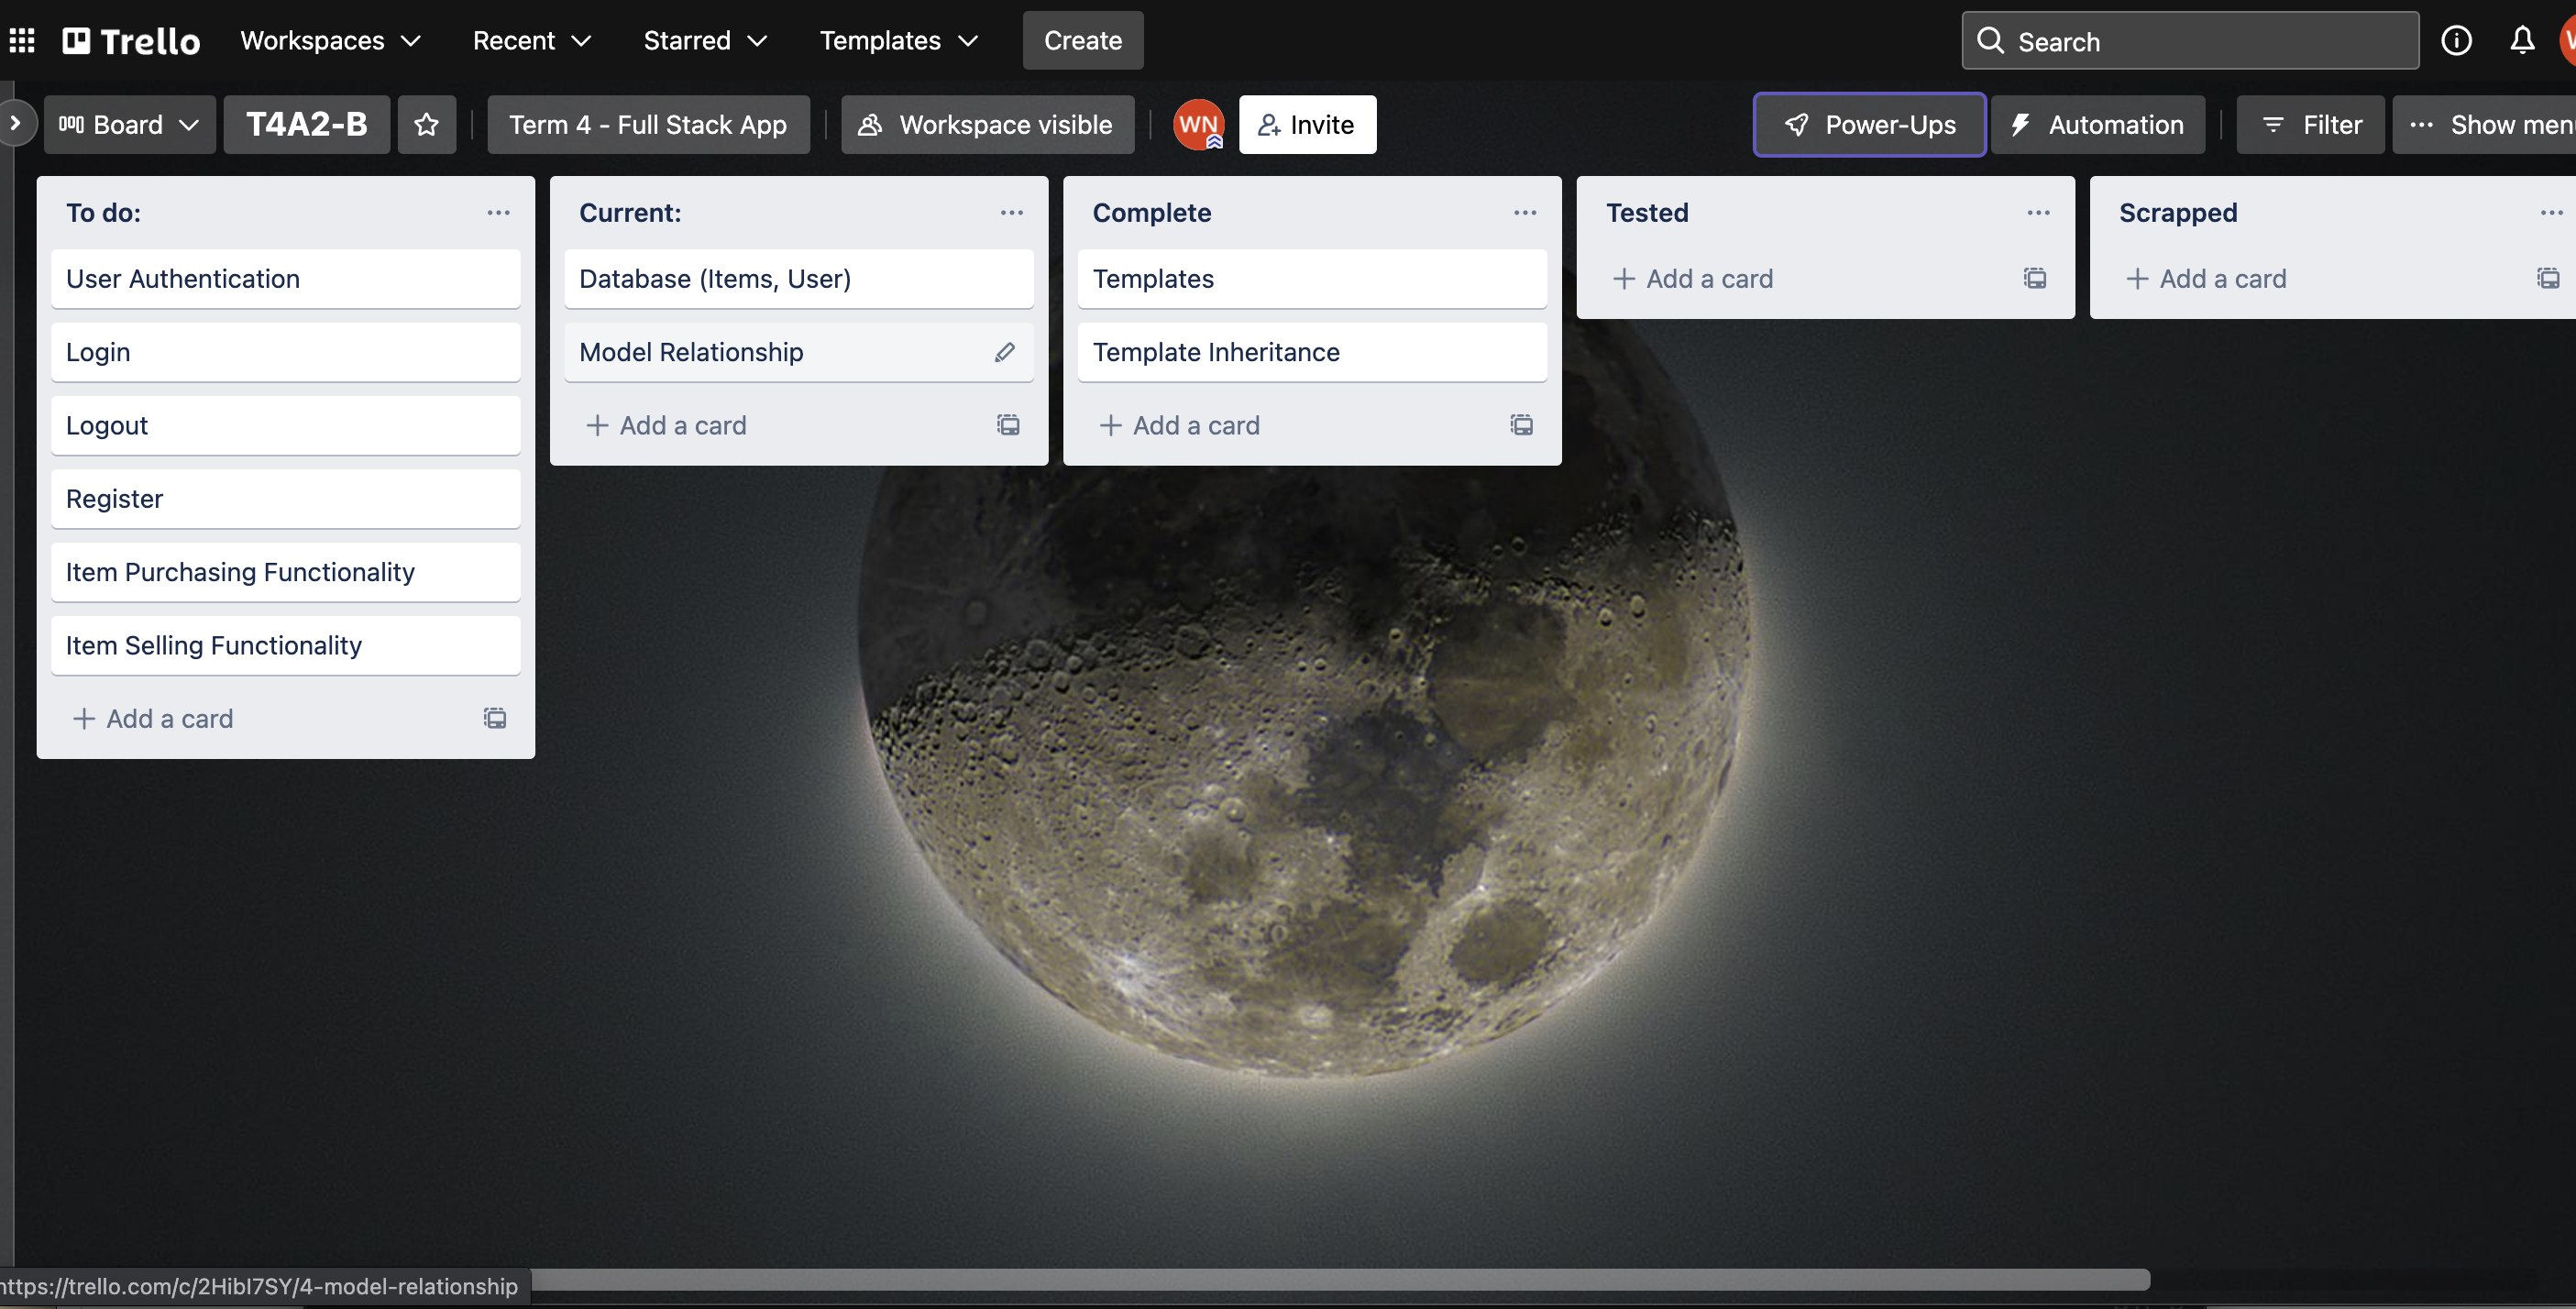 Trello
Workspaces
Recent
Starred
Templates
Create
Search
Board
T4A2-B
Term 4 - Full Stack App
Workspace visible
WN
Invite
Power-Ups
Automation
Filter
Show menu
To do:
User Authentication
Login
Logout
Register
Item Purchasing Functionality
Item Selling Functionality
Add a card
Current:
Database (Items, User)
Model Relationship
Add a card
Complete
Templates
Template Inheritance
Add a card
Tested
Add a card
Scrapped
Add a card
https://trello.com/c/2HibI7SY/4-model-relationship